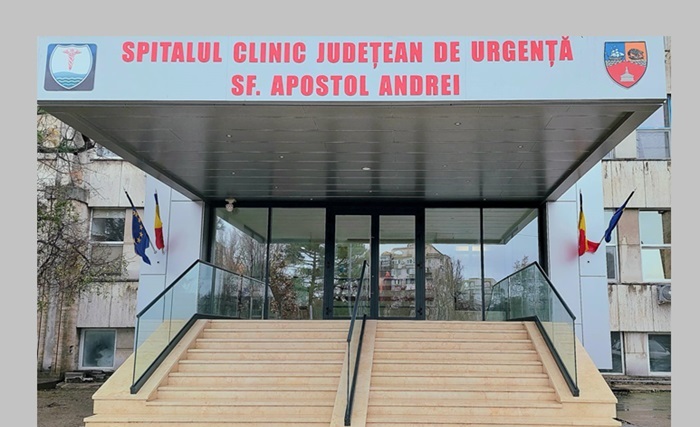 SPITALUL CLINIC JUDEȚEAN DE URGENȚĂ
SF. APOSTOL ANDREI